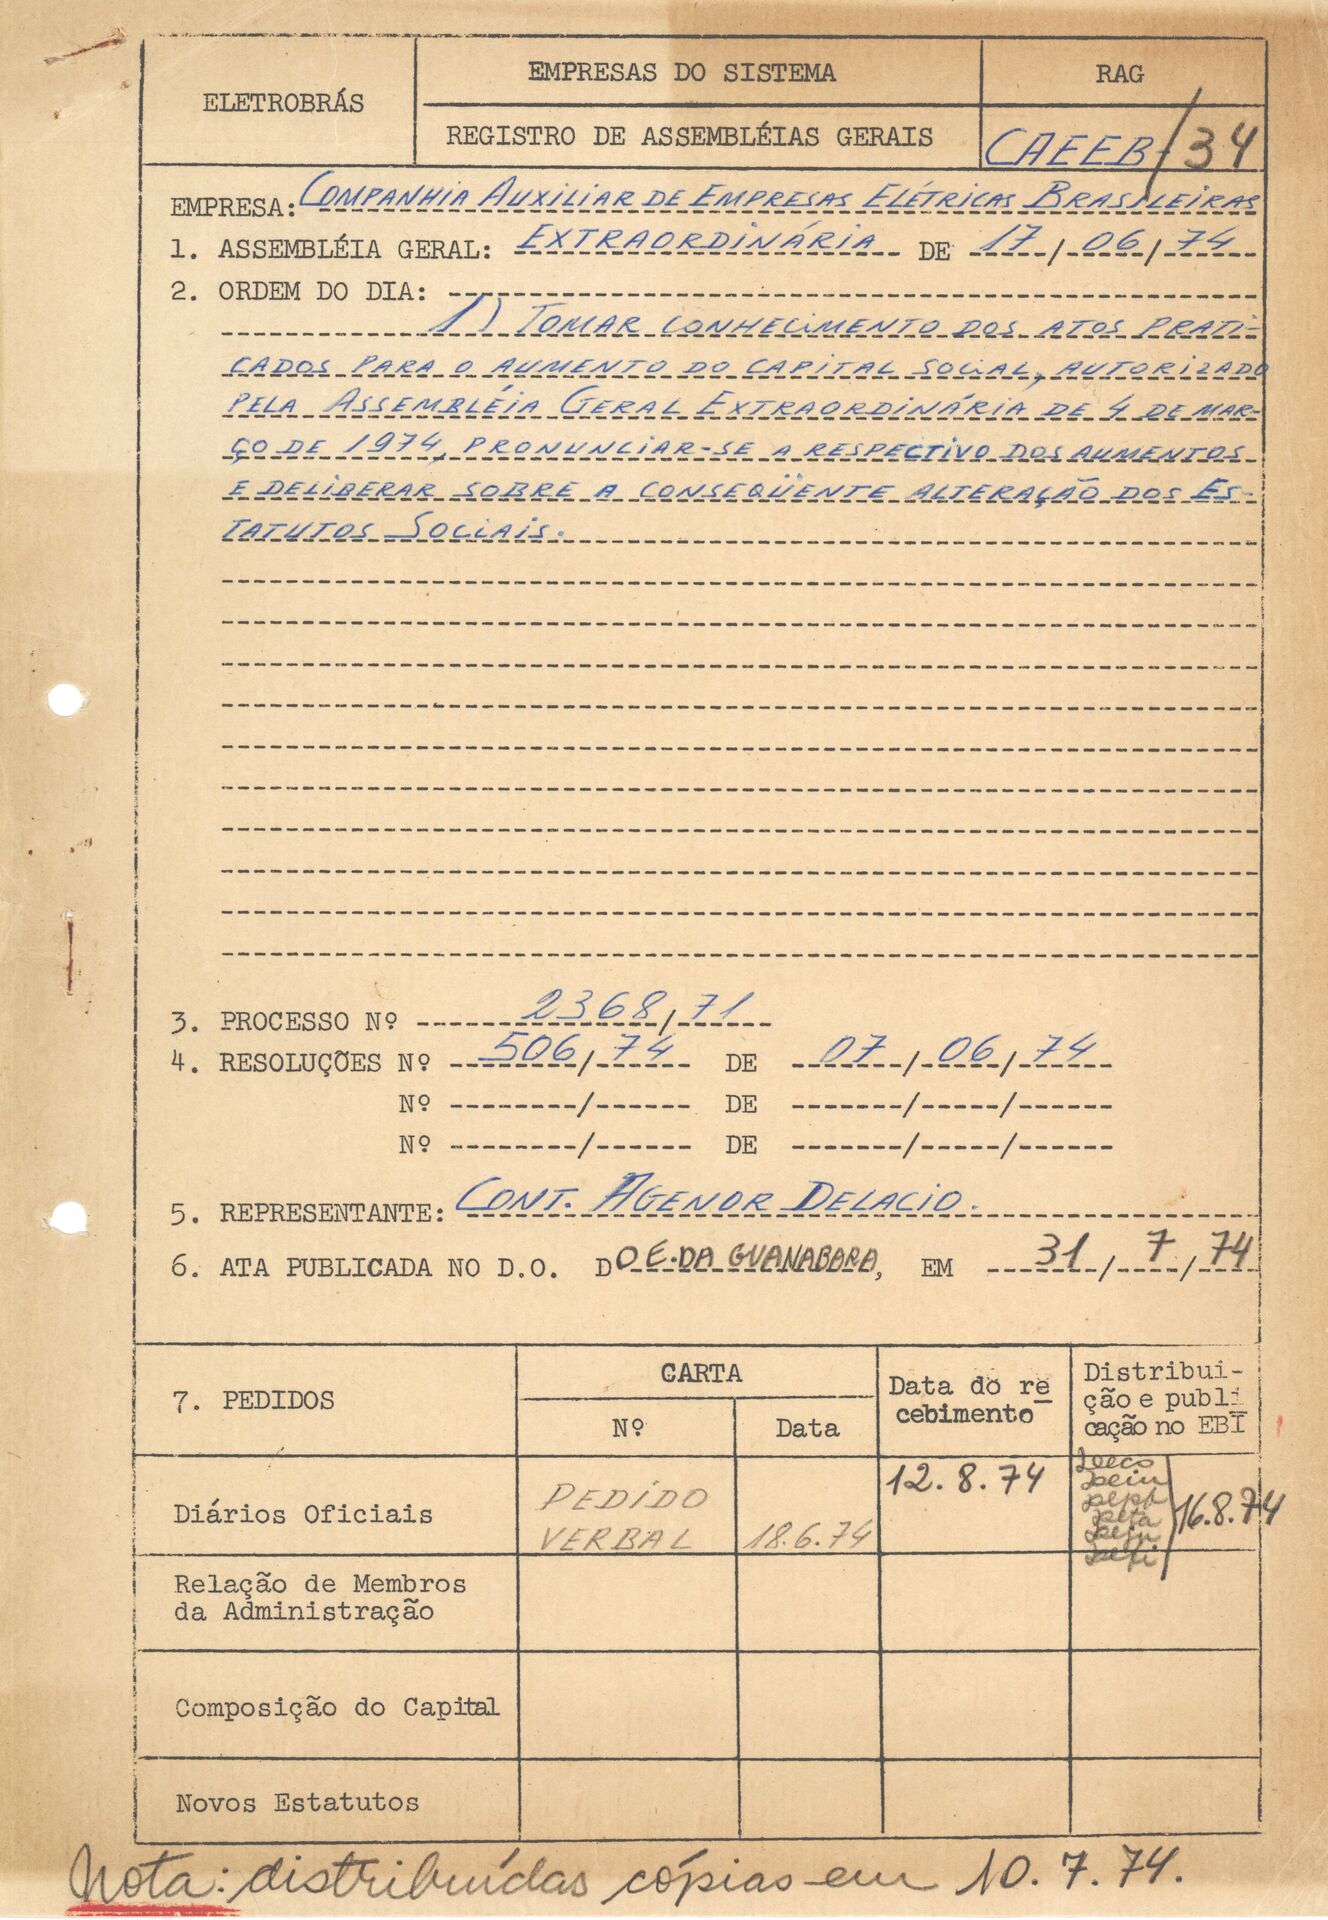 ELETROBRÁS
EMPRESAS DO SISTEMA
RAG
REGISTRO DE ASSEMBLÉIAS GERAIS
CAEEB-/34
EMPRESA: COMPANHIA AUXILIAR DE EMPRESAS ELÉTRICAS BRASILEIRAS
1. ASSEMBLÉIA GERAL: EXTRAORDINÁRIA DE 17/06/74
2. ORDEM DO DIA:
1) TOMAR CONHECIMENTO DOS ATOS PRATI-
CADOS PARA O AUMENTO DO CAPITAL SOCIAL, AUTORIZADO
PELA ASSEMBLÉIA GERAL EXTRAORDINÁRIA DE 4 DE MAR-
ÇO DE 1974, PRONUNCIAR-SE A RESPECTIVO DOS AUMENTOS
E DELIBERAR SOBRE A CONSEQÜENTE ALTERAÇÃO DOS ES-
TATUTOS SOCIAIS.
3. PROCESSO Nº 2368/71
4. RESOLUÇÕES Nº 506/74 DE 07/06/74
Nº / DE / /
Nº / DE / /
5. REPRESENTANTE: CONT. AGENOR DELACIO.
6. ATA PUBLICADA NO D.O. DO E. DA GUANABARA, EM 31/7/74
7. PEDIDOS
CARTA
Nº
Data
Data do re
cebimento
Distribui-
ção e publi
cação no EBI
Diários Oficiais
PEDIDO
VERBAL
18.6.74
12.8.74
16.8.74
Relação de Membros
da Administração
Composição do Capital
Novos Estatutos
Nota: distribuídas cópias em 10.7.74.